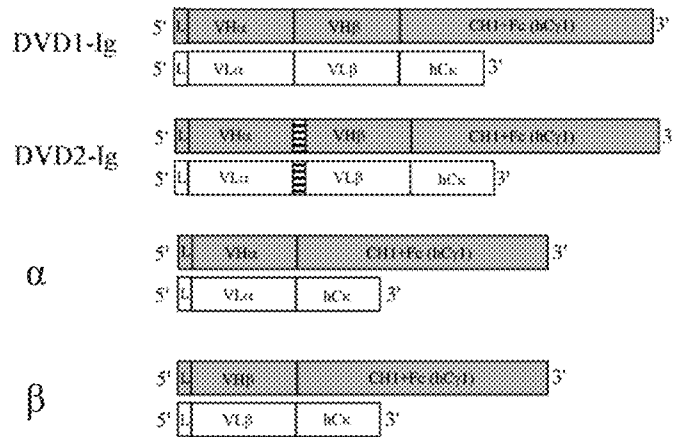 5' L VHα VHβ CH1+Fc (hCγ1) 3'
DVD1-Ig
5' L VLα VLβ hCκ 3'
5' L VHα VHβ CH1+Fc (hCγ1) 3'
DVD2-Ig
5' L VLα VLβ hCκ 3'
5' L VHα CH1+Fc (hCγ1) 3'
α
5' L VLα hCκ 3'
5' L VHβ CH1+Fc (hCγ1) 3'
β
5' L VLβ hCκ 3'